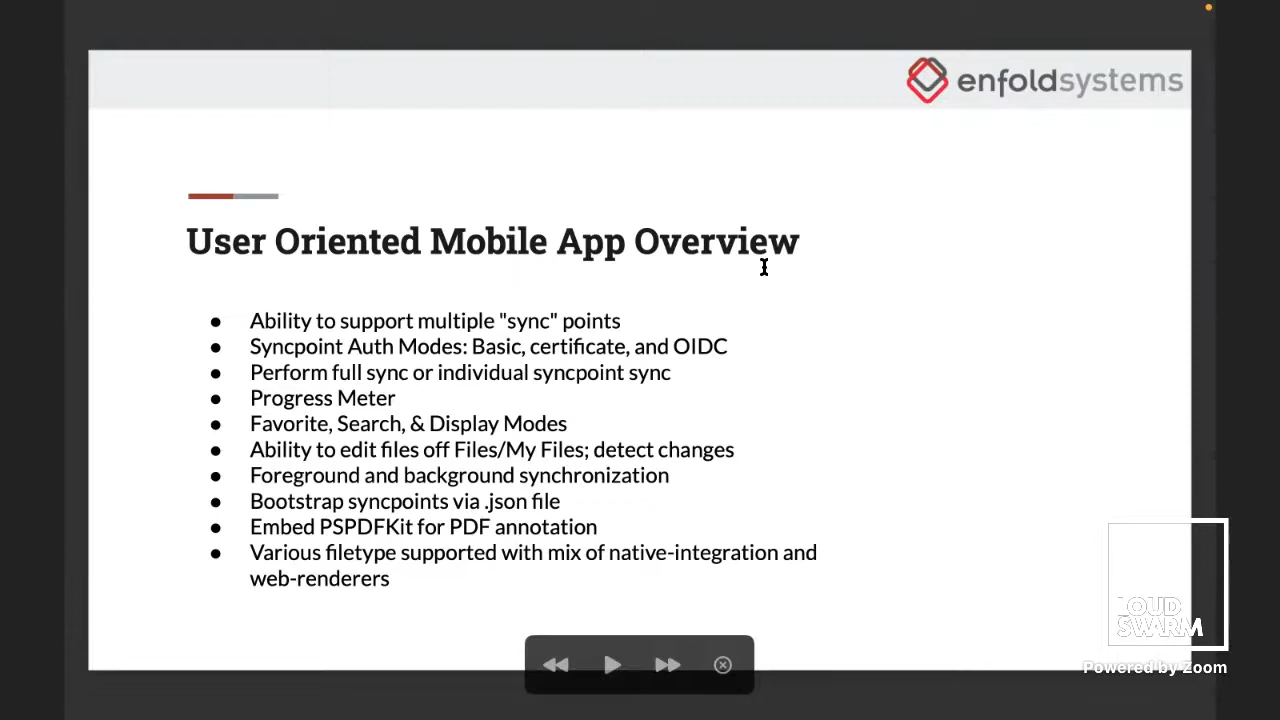 enfoldsystems
User Oriented Mobile App Overview
● Ability to support multiple "sync" points
● Syncpoint Auth Modes: Basic, certificate, and OIDC
● Perform full sync or individual syncpoint sync
● Progress Meter
● Favorite, Search, & Display Modes
● Ability to edit files off Files/My Files; detect changes
● Foreground and background synchronization
● Bootstrap syncpoints via .json file
● Embed PSPDFKit for PDF annotation
● Various filetype supported with mix of native-integration and
web-renderers
LOUD
SWARM
Powered by Zoom